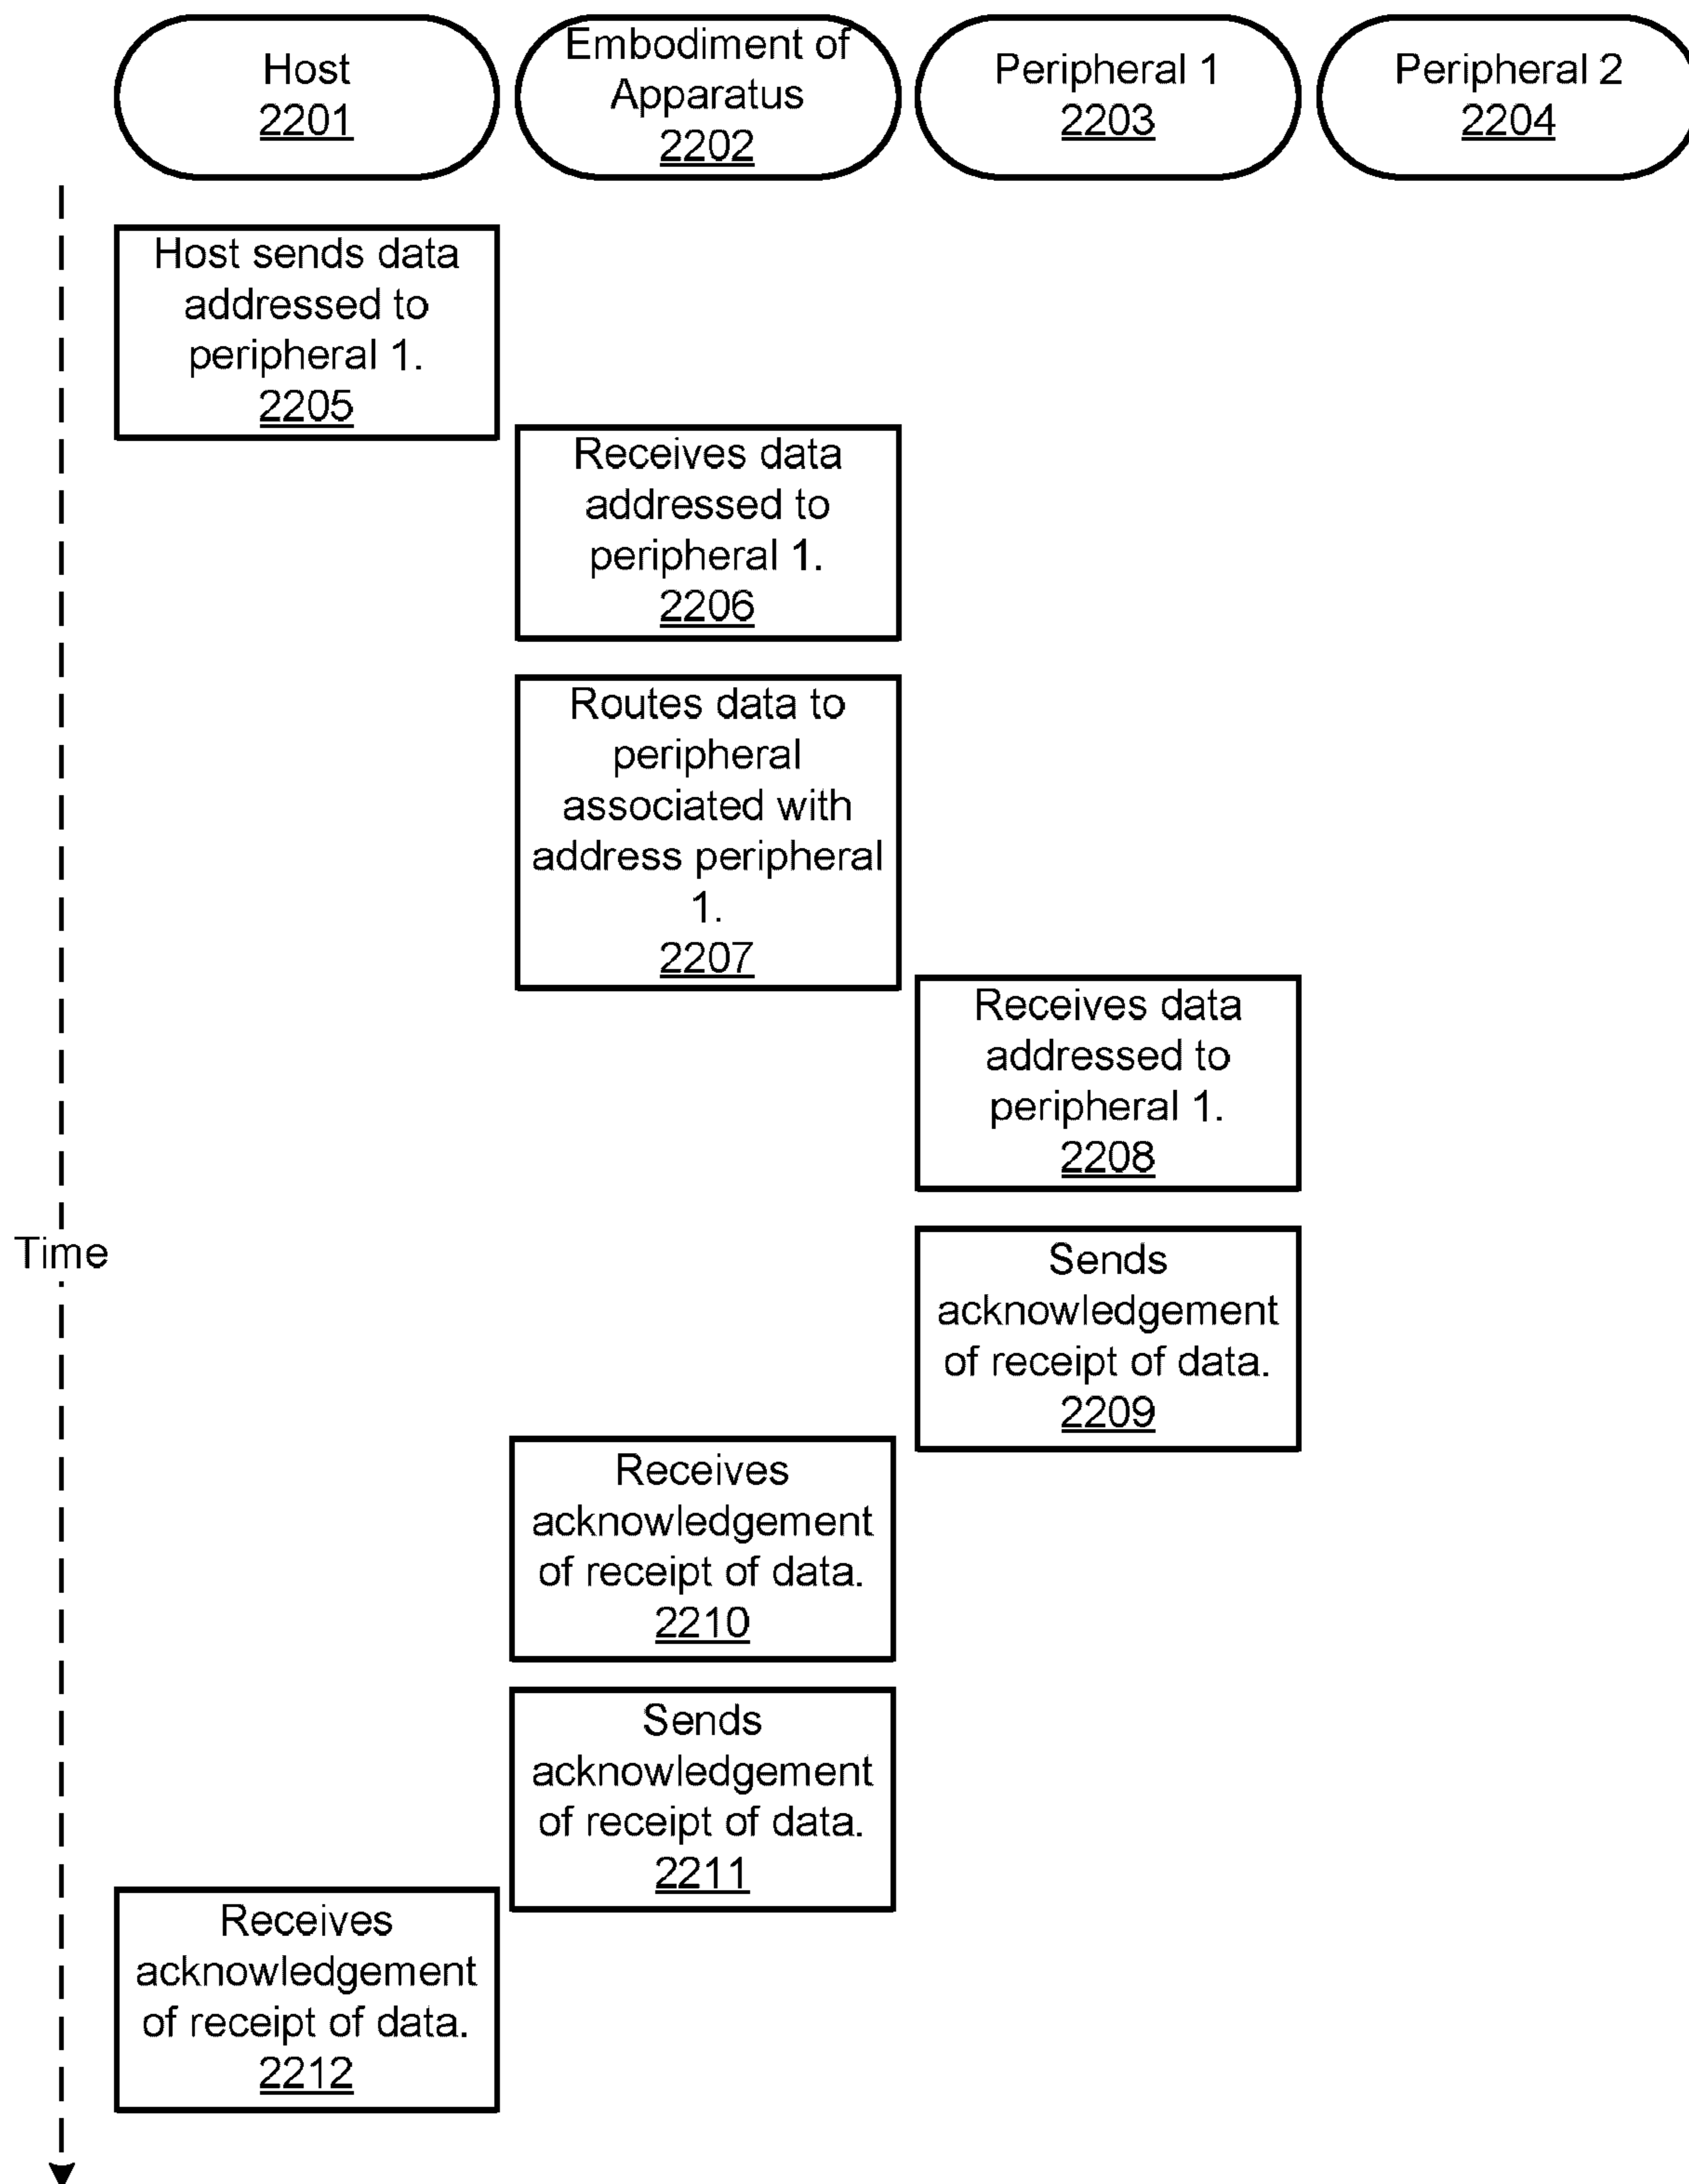 Host
2201
Embodiment of
Apparatus
2202
Peripheral 1
2203
Peripheral 2
2204
Host sends data
addressed to
peripheral 1.
2205
Receives data
addressed to
peripheral 1.
2206
Routes data to
peripheral
associated with
address peripheral
1.
2207
Receives data
addressed to
peripheral 1.
2208
Time
Sends
acknowledgement
of receipt of data.
2209
Receives
acknowledgement
of receipt of data.
2210
Sends
acknowledgement
of receipt of data.
2211
Receives
acknowledgement
of receipt of data.
2212